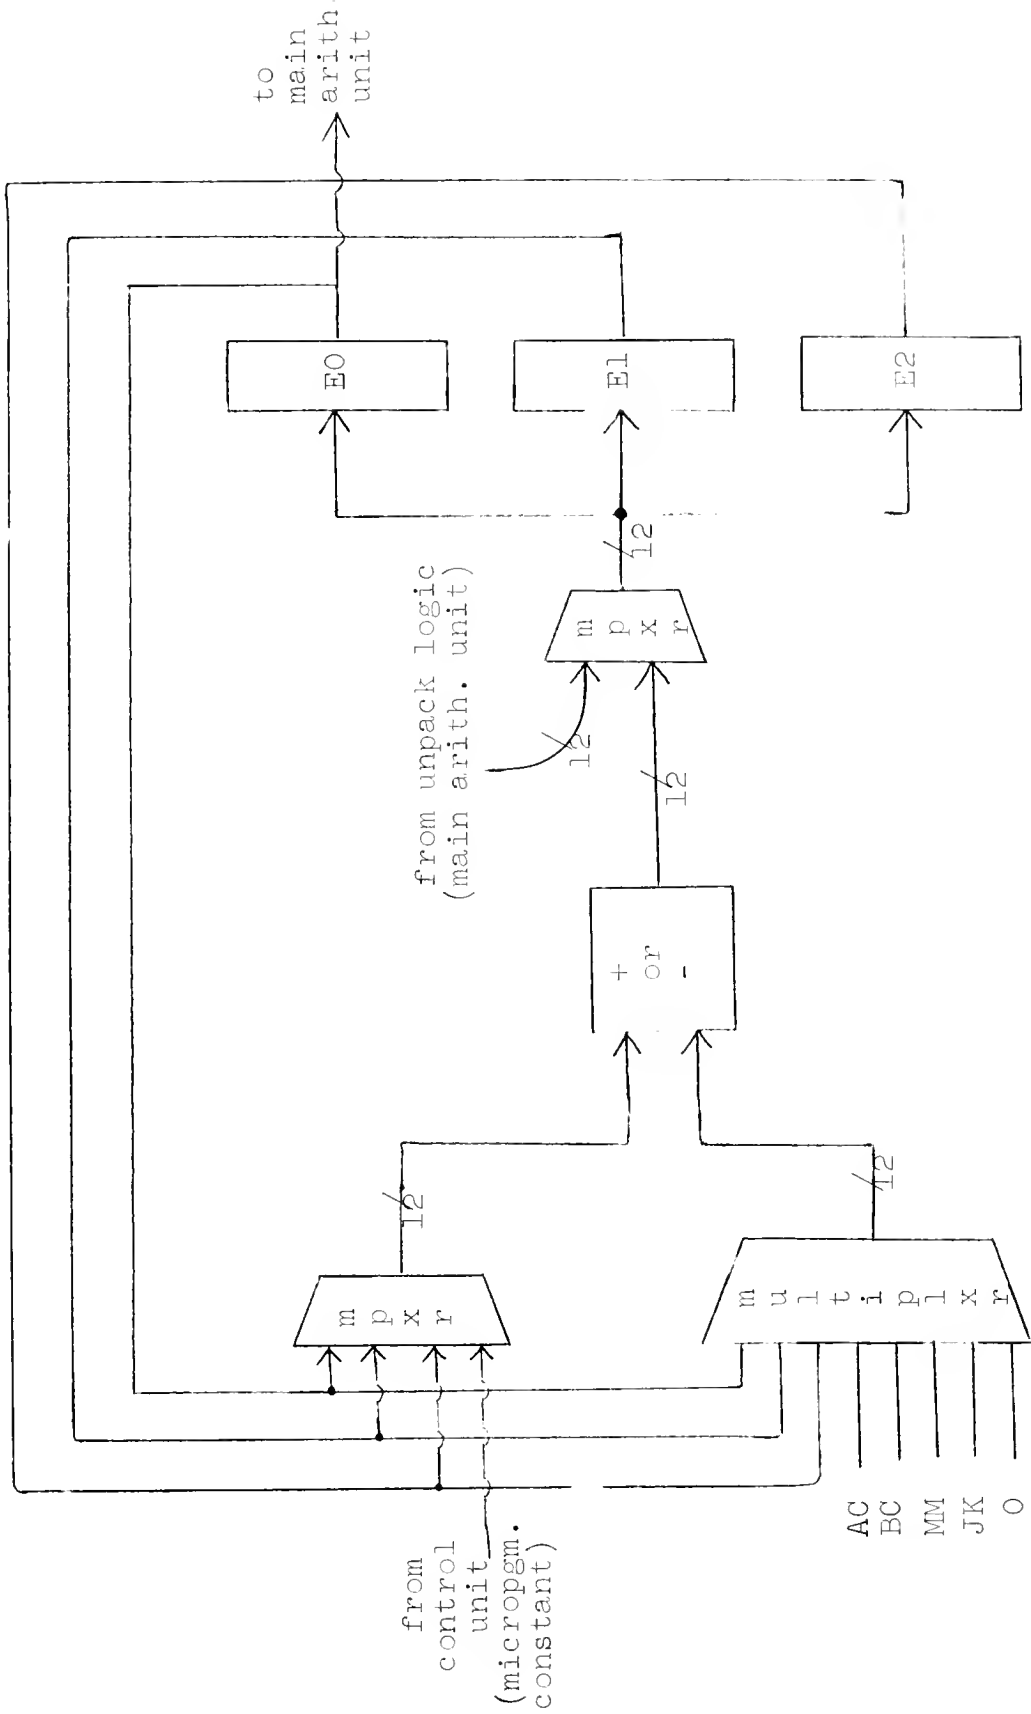 to
main
arith.
unit
E0
E1
E2
12
from unpack logic
(main arith. unit)
m
p
x
r
12
12
+
or
-
12
12
m
p
x
r
m
u
l
t
i
p
l
x
r
from
control
unit
(micropgm.
constant)
AC
BC
MM
JK
0